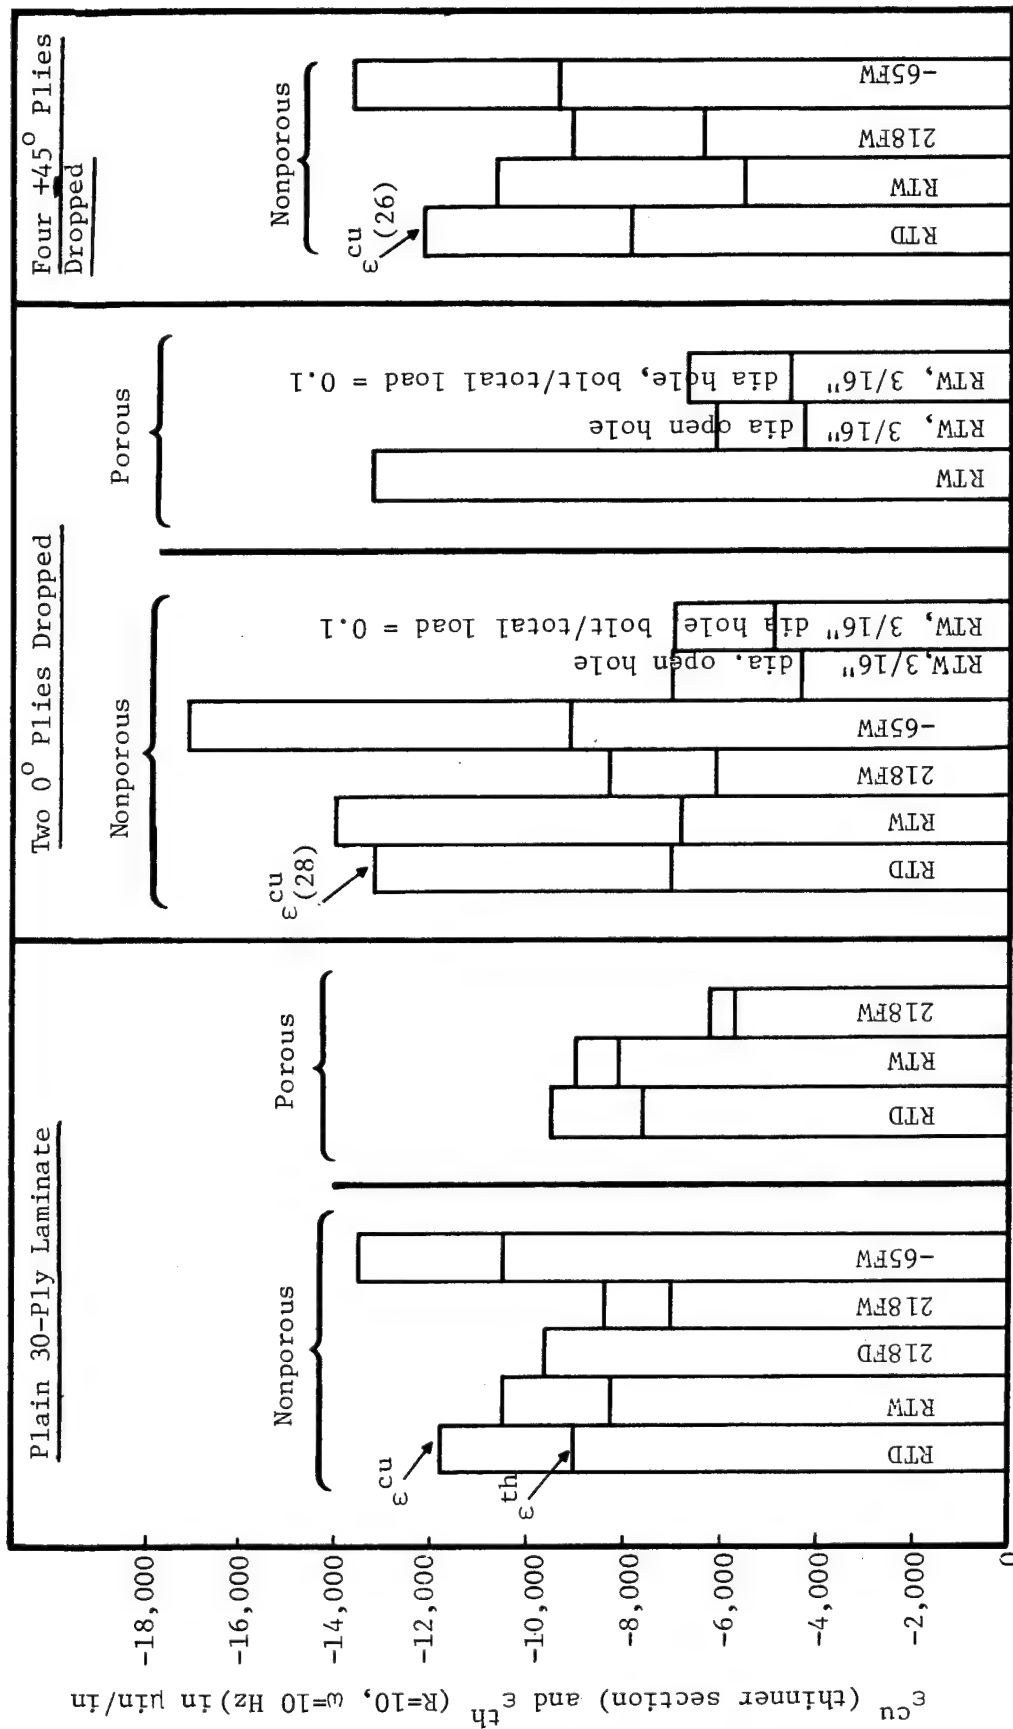 Plain 30-Ply Laminate
Two 0° Plies Dropped
Four +45° Plies
Dropped
Nonporous
Porous
Nonporous
Porous
Nonporous
ε^cu
ε^th
ε^cu
(28)
ε^cu
(26)
RTD
RTW
218FD
218FW
-65FW
RTD
RTW
218FW
RTD
RTW
218FW
-65FW
RTW,3/16"
dia. open hole
RTW, 3/16" dia hole, bolt/total load = 0.1
RTW
RTW, 3/16"
dia open hole
RTW, 3/16" dia hole, bolt/total load = 0.1
RTD
RTW
218FW
-65FW
-18,000
-16,000
-14,000
-12,000
-10,000
-8,000
-6,000
-4,000
-2,000
0
ε^cu (thinner section) and ε^th (R=10, ω=10 Hz) in μin/in